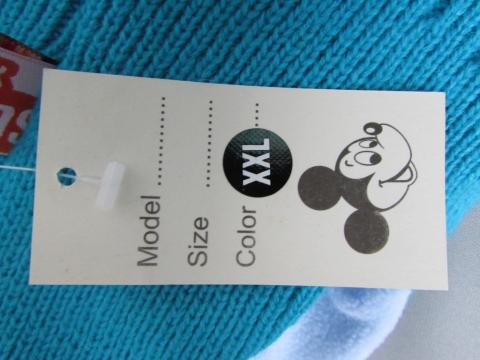 Model ................
Size ................
Color ................
XXL